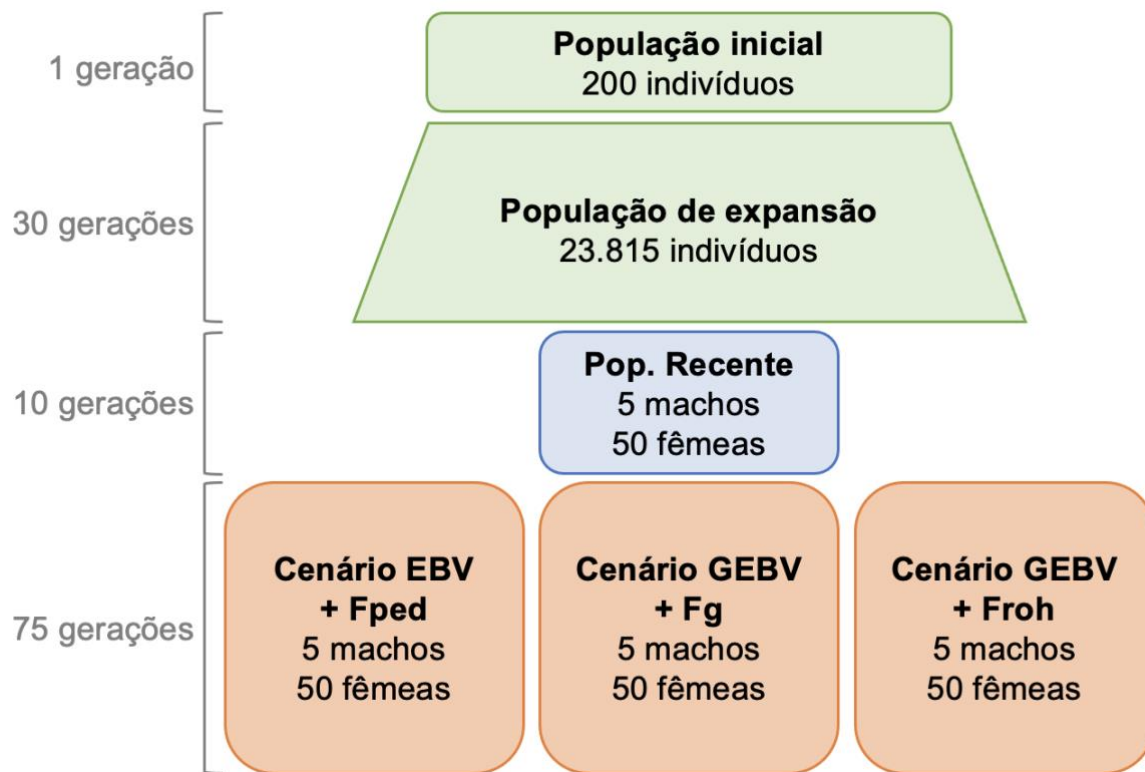 1 geração
População inicial
200 indivíduos
30 gerações
População de expansão
23.815 indivíduos
10 gerações
Pop. Recente
5 machos
50 fêmeas
75 gerações
Cenário EBV
+ Fped
5 machos
50 fêmeas
Cenário GEBV
+ Fg
5 machos
50 fêmeas
Cenário GEBV
+ Froh
5 machos
50 fêmeas